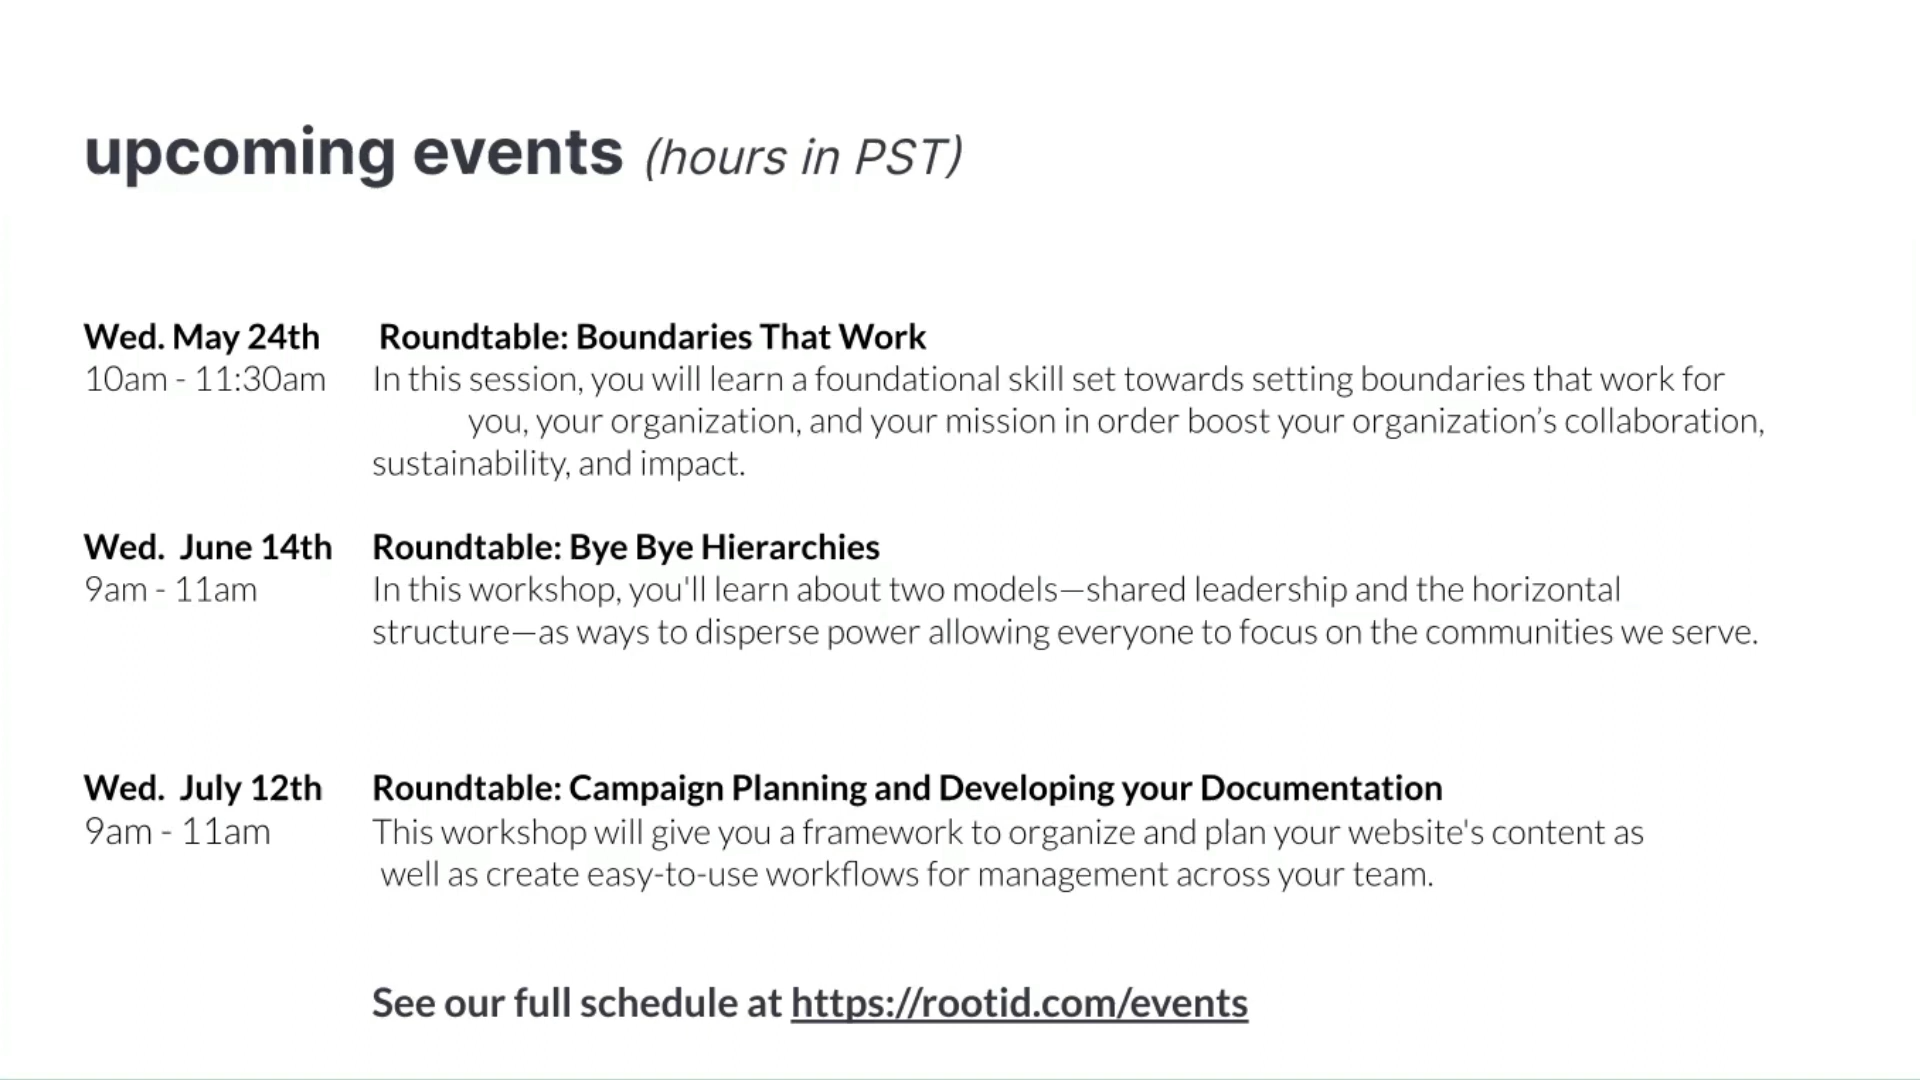 upcoming events (hours in PST)
Wed. May 24th Roundtable: Boundaries That Work
10am - 11:30am In this session, you will learn a foundational skill set towards setting boundaries that work for
you, your organization, and your mission in order boost your organization’s collaboration,
sustainability, and impact.
Wed. June 14th Roundtable: Bye Bye Hierarchies
9am - 11am In this workshop, you'll learn about two models—shared leadership and the horizontal
structure—as ways to disperse power allowing everyone to focus on the communities we serve.
Wed. July 12th Roundtable: Campaign Planning and Developing your Documentation
9am - 11am This workshop will give you a framework to organize and plan your website's content as
well as create easy-to-use workflows for management across your team.
See our full schedule at https://rootid.com/events